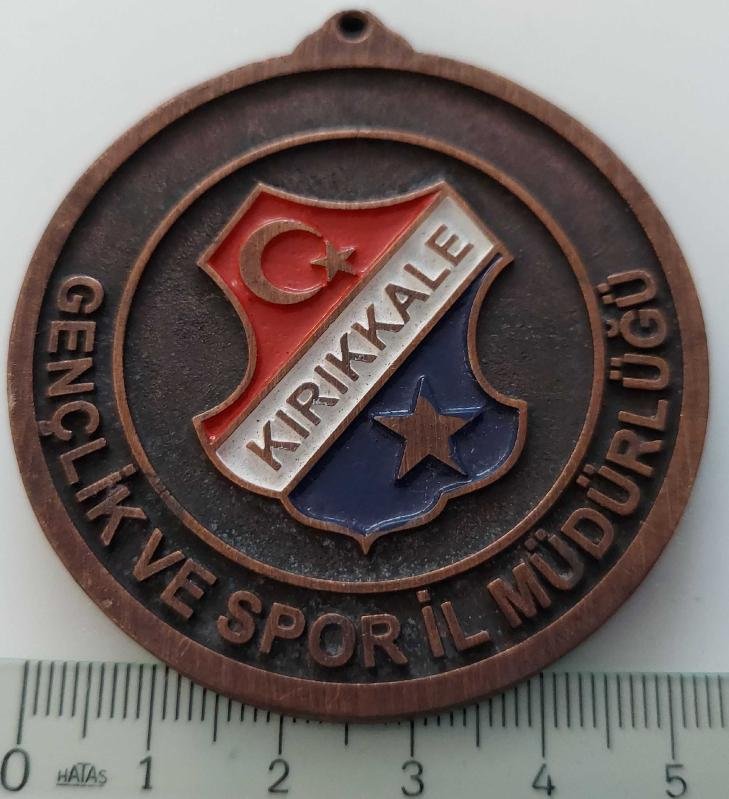 KIRIKKALE
GENÇLİK VE SPOR İL MÜDÜRLÜĞÜ
0 HATAS 1 2 3 4 5